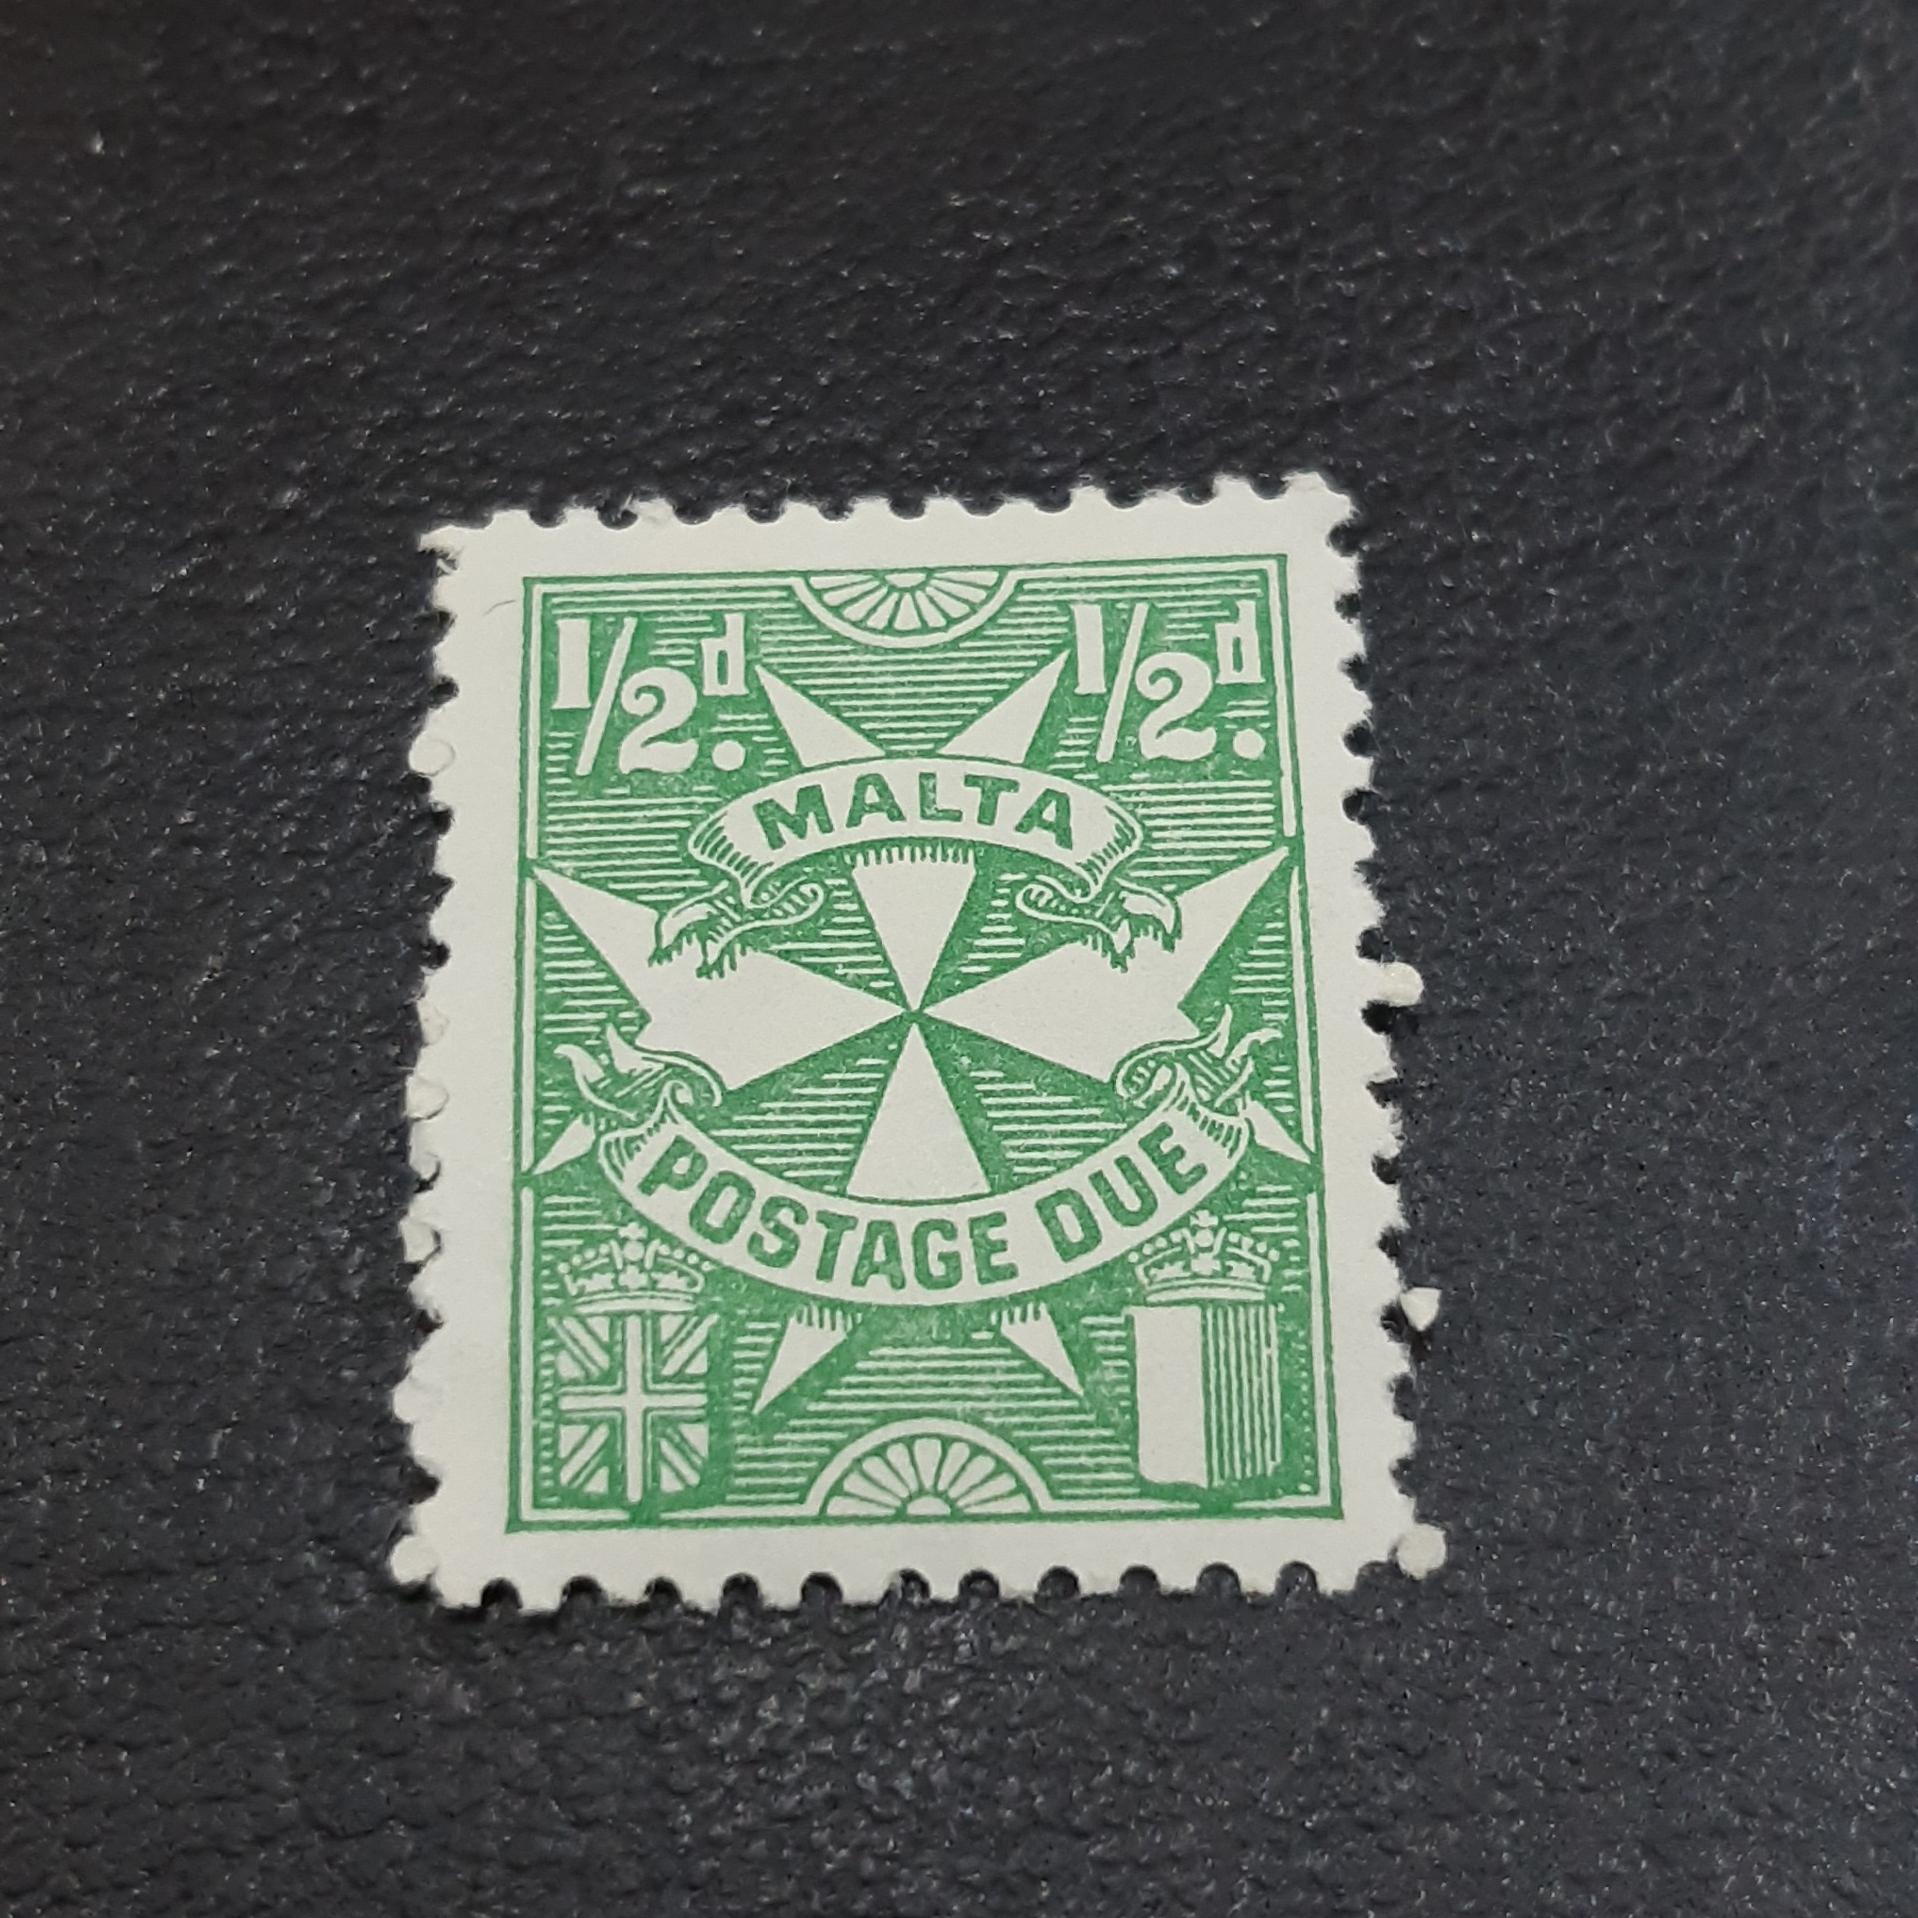 1/2d. 1/2d.
MALTA
POSTAGE DUE